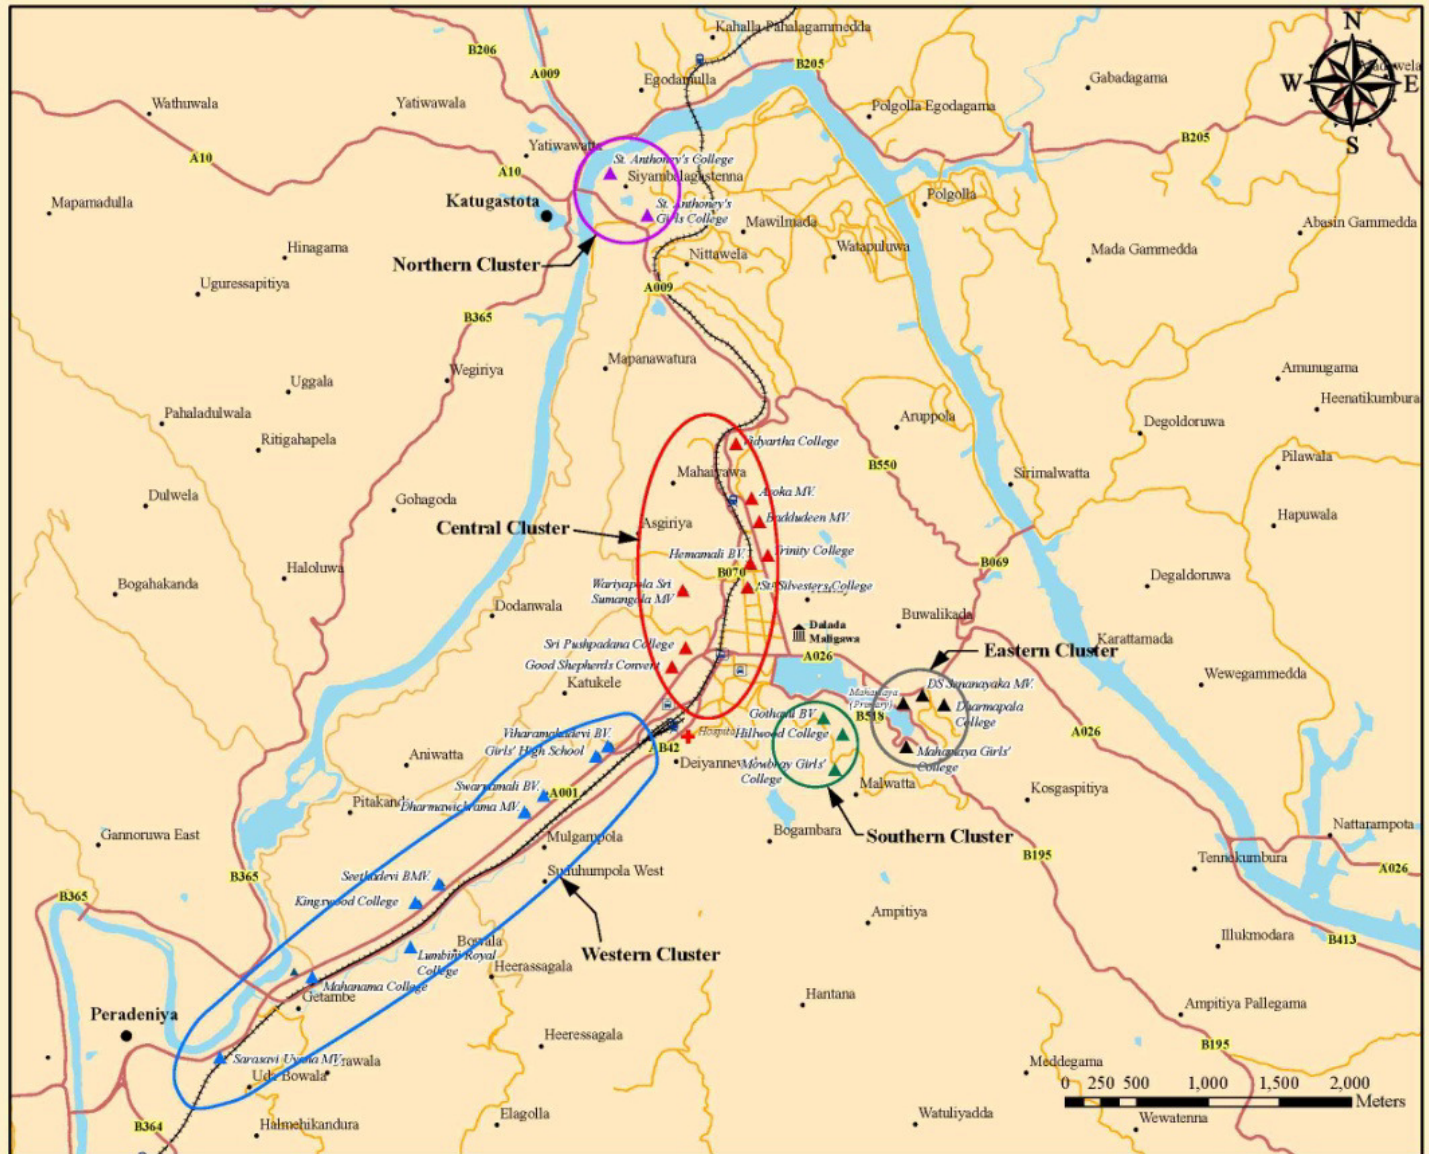 N
Kahalla-Pahalagammedda
B206
A009
B205
W
E
Egodamulla
Gabadagama
Wathuwala
Yatiwawala
Polgolla Egodagama
B205
S
Yatiwawatta
A10
St. Anthoney's College
A10
Siyambalagastenna
Mapamadulla
Katugastota
St. Anthoney's
Girls College
Polgolla
Mawilmada
Abasin Gammedda
Hinagama
Watapuluwa
Mada Gammedda
Northern Cluster
Nittawela
Uguressapitiya
A009
B365
Mapanawatura
Wegiriya
Amunugama
Uggala
Heenatikumbura
Pahaladulwala
Aruppola
Degoldoruwa
Ritigahapela
Vidyartha College
B550
Pilawala
Mahaiyawa
Sirimalwatta
Dulwela
Gohagoda
Asoka MV.
Hapuwala
Central Cluster
Asgiriya
Baddudeen MV.
Hemamali BV.
Trinity College
B069
Haloluwa
B070
Degaldoruwa
Bogahakanda
Wariyapola Sri
Sumangala MV
St. Silvesters College
Dodanwala
Buwalikada
Dalada
Maligawa
Karattamada
Sri Pushpadana College
A026
Eastern Cluster
Good Shepherds Convert
Wewegammedda
Katukele
DS Senanayaka MV.
Mahamaya
(Primary)
Dharmapala
College
Gothami BV
B518
Viharamahadevi BV.
Hospital
Hillwood College
A026
Girls' High School
AB42
Mahamaya Girls'
College
Aniwatta
Mowbray Girls'
College
Swarnamali BV.
A001
Malwatta
Kosgaspitiya
Dharmawickrama MV.
Nattarampota
Gannoruwa East
Mulgampola
Bogambara
Southern Cluster
B195
Tennekumbura
A026
B365
Seethadevi BMV.
Suduhumpola West
B365
Kingswood College
Ampitiya
Illukmodara
B413
Bowala
Western Cluster
Lumbini Royal
College
Heerassagala
Mahanama College
Getambe
Hantana
Ampitiya Pallegama
Peradeniya
Heeressagala
B195
Sarasavi Uyana MV.
Meddegama
Uda Bowala
0 250 500 1,000 1,500 2,000
Meters
Elagolla
Watuliyadda
Wewatenna
B364
Halmehikandura